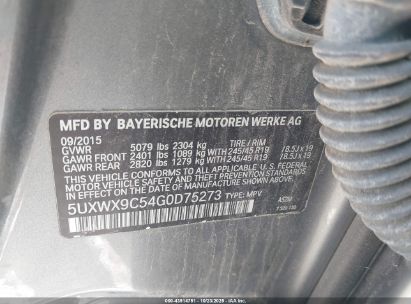 MFD BY BAYERISCHE MOTOREN WERKE AG
09/2015 TIRE / RIM
GVWR 5079 lbs 2304 kg
GAWR FRONT 2401 lbs 1089 kg WITH 245/45 R19 / 8.5J x 19
GAWR REAR 2820 lbs 1279 kg WITH 245/45 R19 / 8.5J x 19
THIS VEHICLE CONFORMS TO ALL APPLICABLE U.S. FEDERAL
MOTOR VEHICLE SAFETY
STANDARDS IN EFFECT ON THE DATE OF MANUFACTURE SHOWN ABOVE.
5UXWX9C54G0D75273 TYPE: MPV